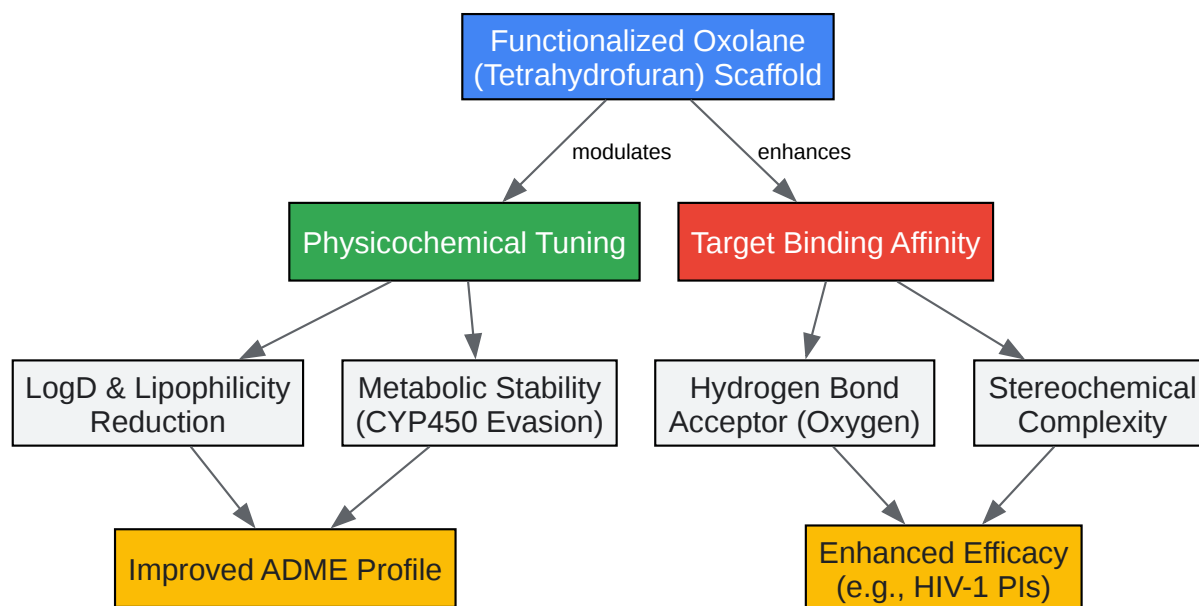 Functionalized Oxolane
(Tetrahydrofuran) Scaffold
modulates
enhances
Physicochemical Tuning
Target Binding Affinity
LogD & Lipophilicity
Reduction
Metabolic Stability
(CYP450 Evasion)
Hydrogen Bond
Acceptor (Oxygen)
Stereochemical
Complexity
Improved ADME Profile
Enhanced Efficacy
(e.g., HIV-1 PIs)